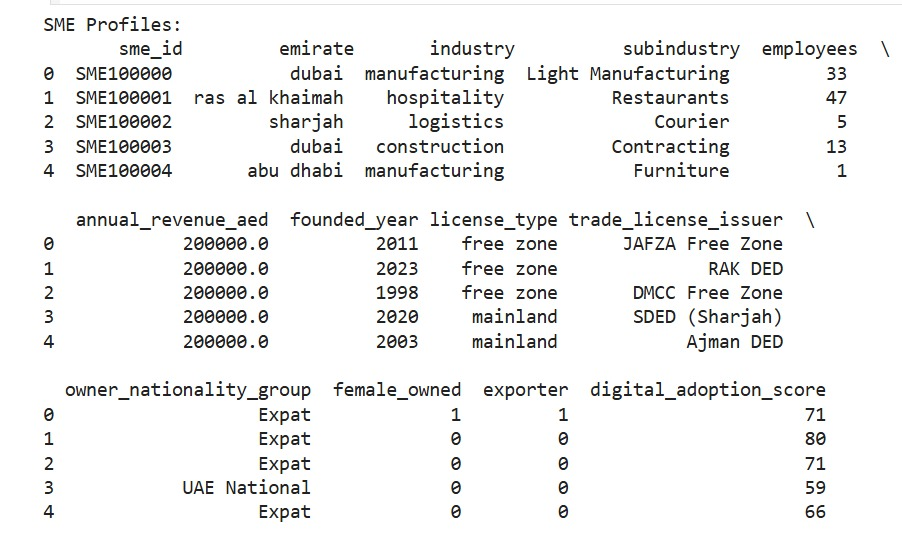 SME Profiles:
sme_id emirate industry subindustry employees \
0 SME100000 dubai manufacturing Light Manufacturing 33
1 SME100001 ras al khaimah hospitality Restaurants 47
2 SME100002 sharjah logistics Courier 5
3 SME100003 dubai construction Contracting 13
4 SME100004 abu dhabi manufacturing Furniture 1
annual_revenue_aed founded_year license_type trade_license_issuer \
0 200000.0 2011 free zone JAFZA Free Zone
1 200000.0 2023 free zone RAK DED
2 200000.0 1998 free zone DMCC Free Zone
3 200000.0 2020 mainland SDED (Sharjah)
4 200000.0 2003 mainland Ajman DED
owner_nationality_group female_owned exporter digital_adoption_score
0 Expat 1 1 71
1 Expat 0 0 80
2 Expat 0 0 71
3 UAE National 0 0 59
4 Expat 0 0 66